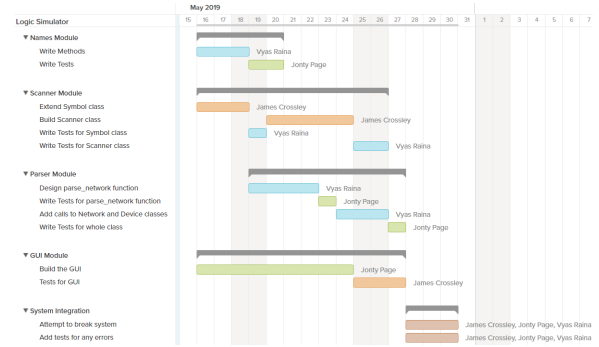 May 2019
Logic Simulator
15 16 17 18 19 20 21 22 23 24 25 26 27 28 29 30 31 1 2 3 4 5 6 7
Names Module
Write Methods Vyas Raina
Write Tests Jonty Page
Scanner Module
Extend Symbol class James Crossley
Build Scanner class James Crossley
Write Tests for Symbol class Vyas Raina
Write Tests for Scanner class Vyas Raina
Parser Module
Design parse_network function Vyas Raina
Write Tests for parse_network function Jonty Page
Add calls to Network and Device classes Vyas Raina
Write Tests for whole class Jonty Page
GUI Module
Build the GUI Jonty Page
Tests for GUI James Crossley
System Integration
Attempt to break system James Crossley, Jonty Page, Vyas Raina
Add tests for any errors James Crossley, Jonty Page, Vyas Raina